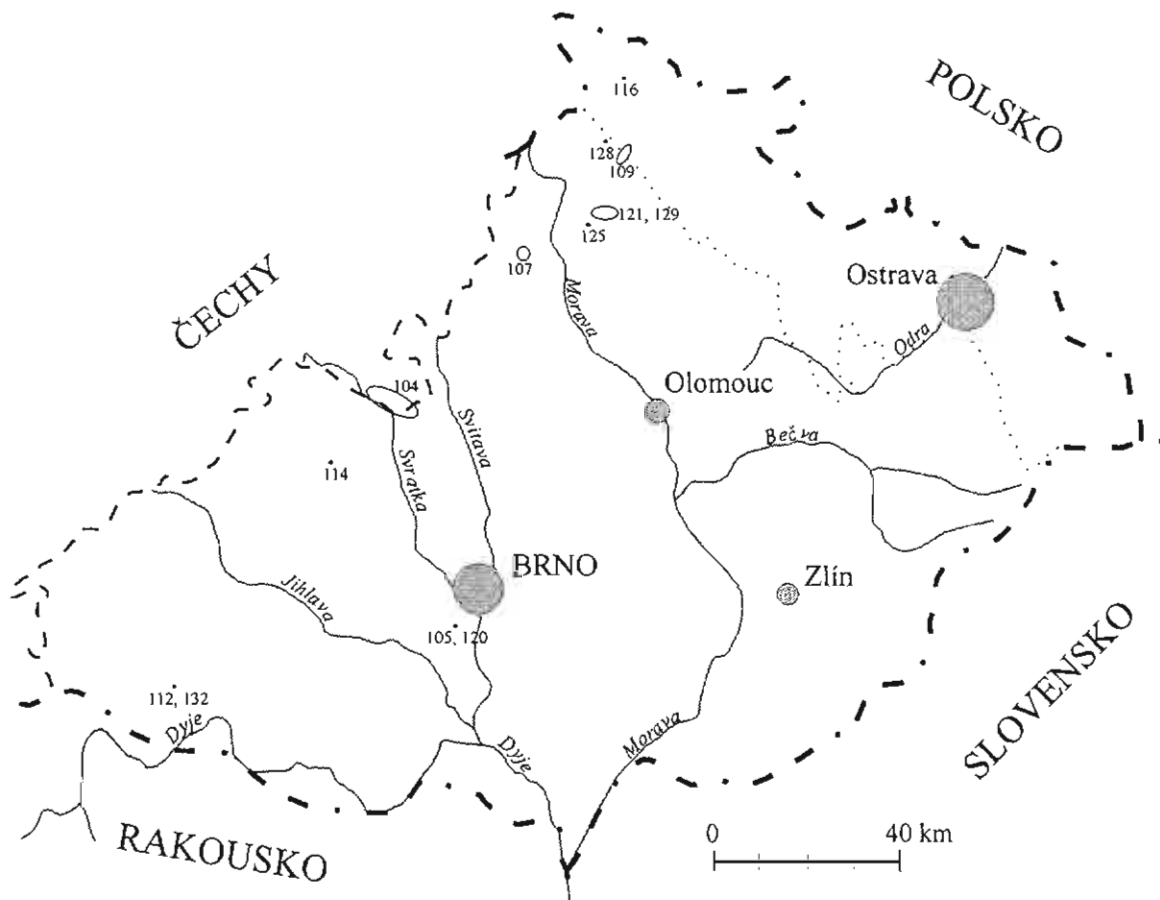 POLSKO
116
128
109
121, 129
125
107
Ostrava
ČECHY
Morava
Odra
Olomouc
104
Svitava
Bečva
114
Svratka
BRNO
Zlín
Jihlava
105, 120
SLOVENSKO
112, 132
Dyje
Morava
Dyje
0 40 km
RAKOUSKO